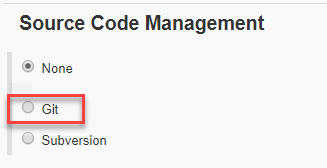 Source Code Management
None
Git
Subversion